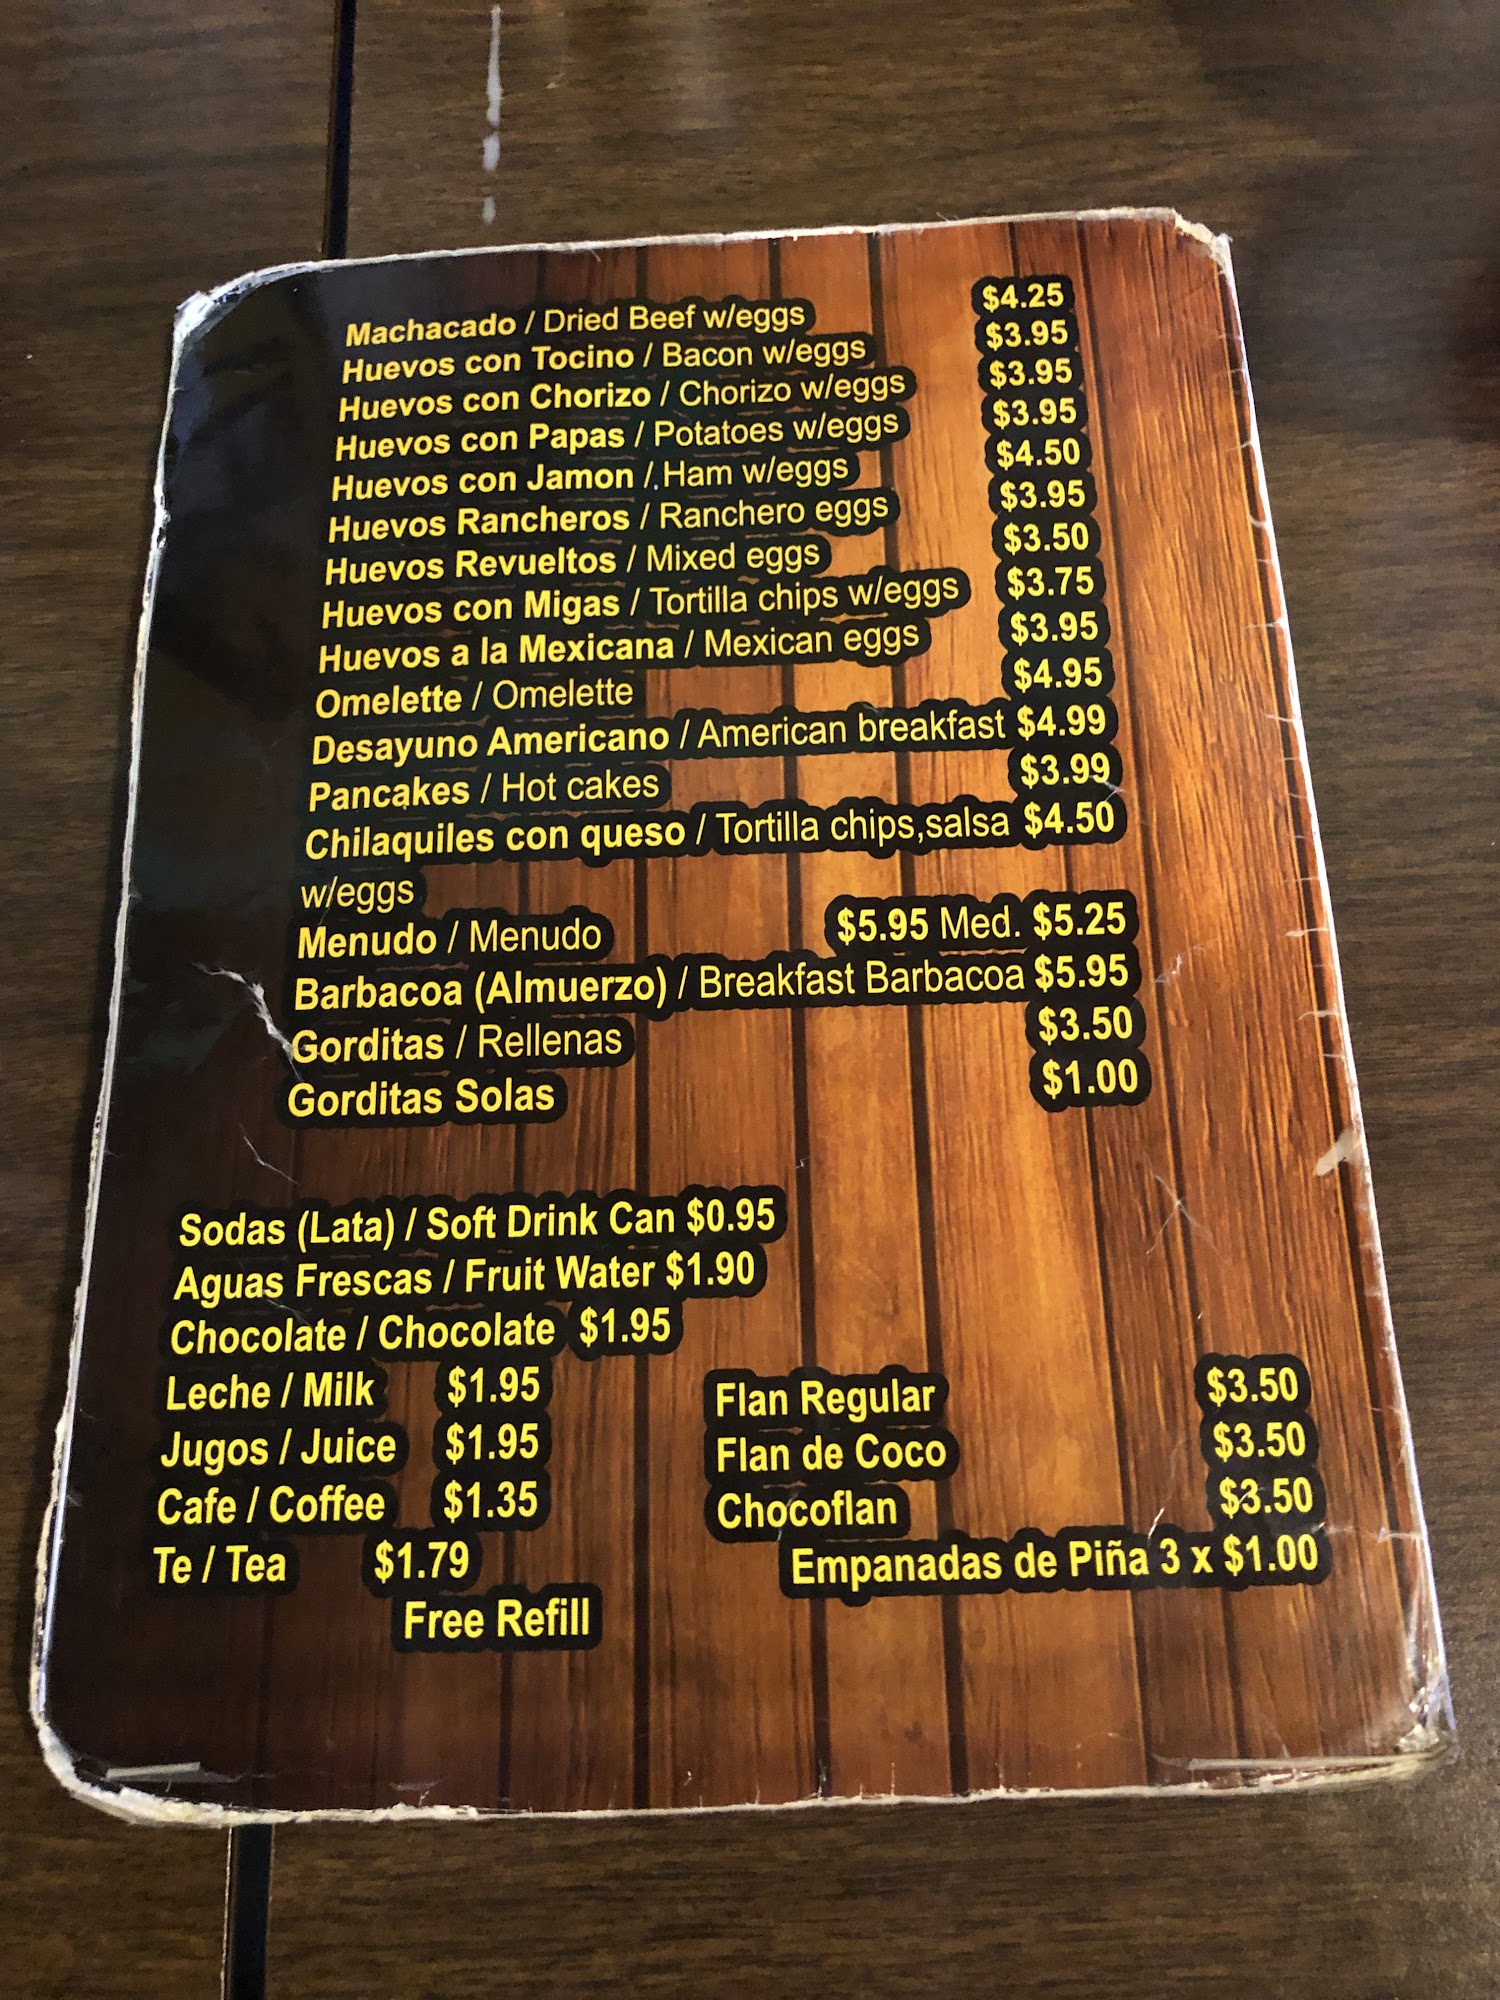 Machacado / Dried Beef w/eggs $4.25
Huevos con Tocino / Bacon w/eggs $3.95
Huevos con Chorizo / Chorizo w/eggs $3.95
Huevos con Papas / Potatoes w/eggs $3.95
Huevos con Jamon / Ham w/eggs $4.50
Huevos Rancheros / Ranchero eggs $3.95
Huevos Revueltos / Mixed eggs $3.50
Huevos con Migas / Tortilla chips w/eggs $3.75
Huevos a la Mexicana / Mexican eggs $3.95
Omelette / Omelette $4.95
Desayuno Americano / American breakfast $4.99
Pancakes / Hot cakes $3.99
Chilaquiles con queso / Tortilla chips,salsa $4.50
w/eggs
Menudo / Menudo $5.95 Med. $5.25
Barbacoa (Almuerzo) / Breakfast Barbacoa $5.95
Gorditas / Rellenas $3.50
Gorditas Solas $1.00
Sodas (Lata) / Soft Drink Can $0.95
Aguas Frescas / Fruit Water $1.90
Chocolate / Chocolate $1.95
Leche / Milk $1.95
Jugos / Juice $1.95
Cafe / Coffee $1.35
Te / Tea $1.79
Free Refill
Flan Regular $3.50
Flan de Coco $3.50
Chocoflan $3.50
Empanadas de Piña 3 x $1.00